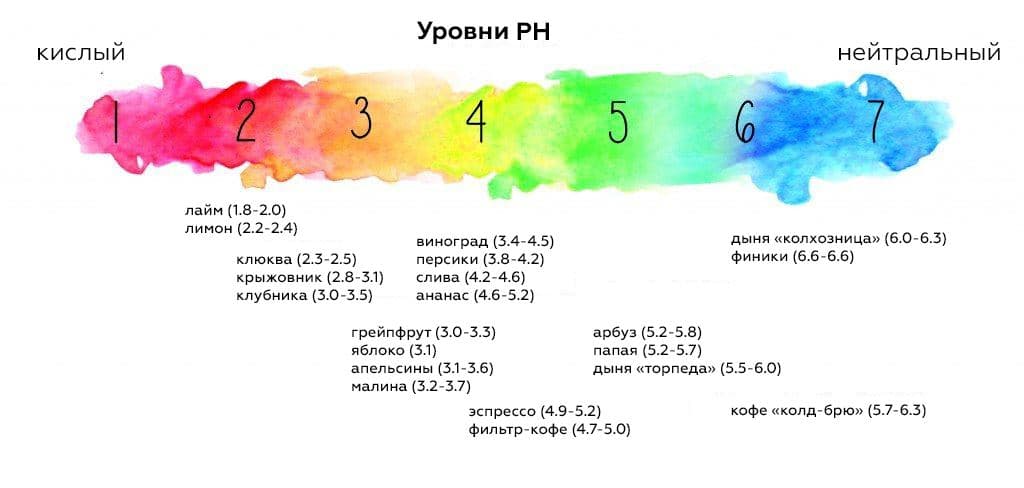 Уровни PH
кислый
нейтральный
1 2 3 4 5 6 7
лайм (1.8-2.0)
лимон (2.2-2.4)
клюква (2.3-2.5)
крыжовник (2.8-3.1)
клубника (3.0-3.5)
виноград (3.4-4.5)
персики (3.8-4.2)
слива (4.2-4.6)
ананас (4.6-5.2)
дыня «колхозница» (6.0-6.3)
финики (6.6-6.6)
грейпфрут (3.0-3.3)
яблоко (3.1)
апельсины (3.1-3.6)
малина (3.2-3.7)
арбуз (5.2-5.8)
папая (5.2-5.7)
дыня «торпеда» (5.5-6.0)
эспрессо (4.9-5.2)
фильтр-кофе (4.7-5.0)
кофе «колд-брю» (5.7-6.3)